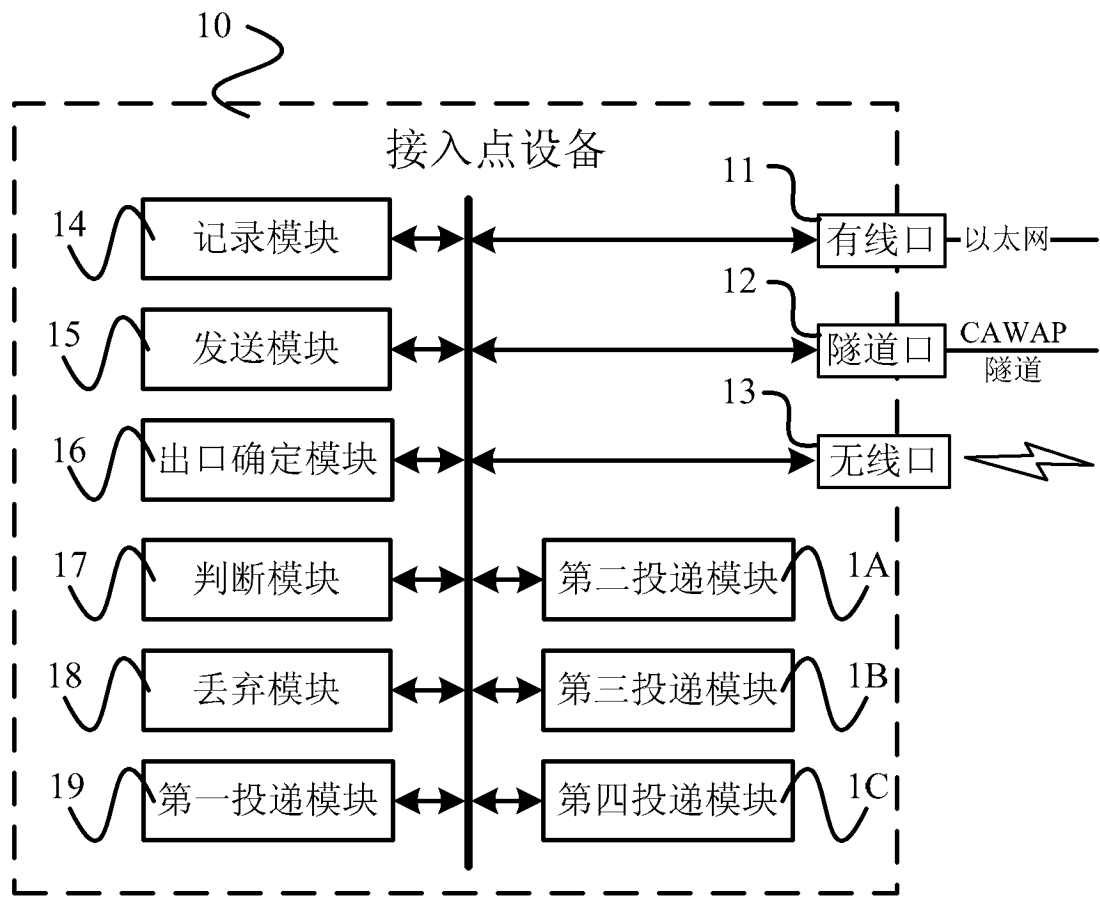 10
接入点设备
11
14
记录模块
有线口
以太网
12
15
发送模块
隧道口
CAWAP
隧道
13
16
出口确定模块
无线口
17
判断模块
第二投递模块
1A
18
丢弃模块
第三投递模块
1B
19
第一投递模块
第四投递模块
1C